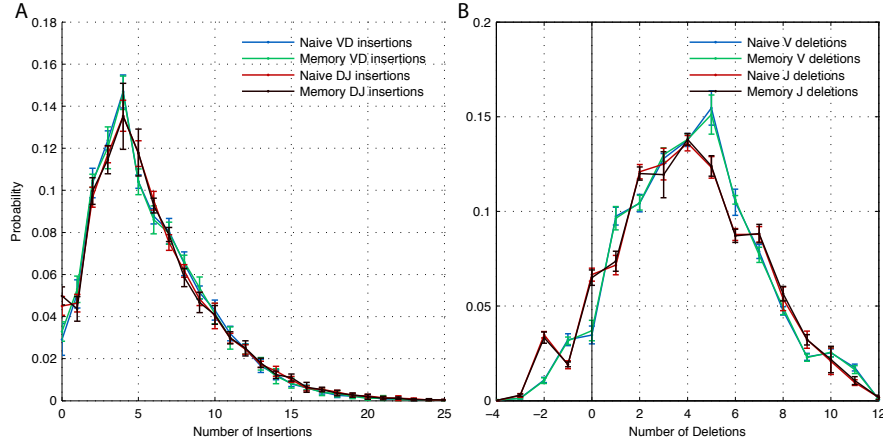 A
0.18
0.16
0.14
0.12
0.1
0.08
0.06
0.04
0.02
0
Probability
0 5 10 15 20 25
Number of Insertions
Naive VD insertions
Memory VD insertions
Naive DJ insertions
Memory DJ insertions
B
0.2
0.15
0.1
0.05
0
−4 −2 0 2 4 6 8 10 12
Number of Deletions
Naive V deletions
Memory V deletions
Naive J deletions
Memory J deletions